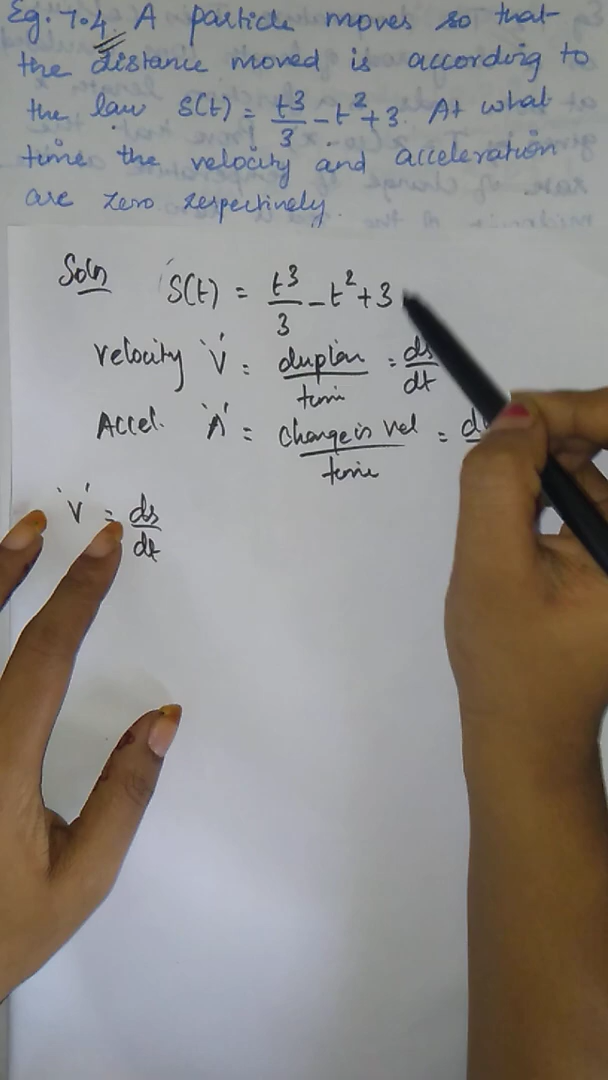 Eg. 7.4 A particle moves so that
the distance moved is according to
the law S(t) = t³/3 - t² + 3. At what
time the velocity and acceleration
are zero respectively.
Soln S(t) = t³/3 - t² + 3
Velocity 'V' = / time = ds/dt
Accel. 'A' = change in vel / time = d
'V' = ds/dt